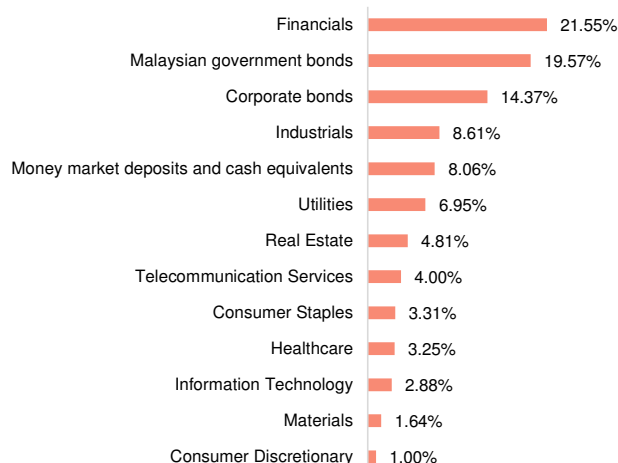 Financials 21.55%
Malaysian government bonds 19.57%
Corporate bonds 14.37%
Industrials 8.61%
Money market deposits and cash equivalents 8.06%
Utilities 6.95%
Real Estate 4.81%
Telecommunication Services 4.00%
Consumer Staples 3.31%
Healthcare 3.25%
Information Technology 2.88%
Materials 1.64%
Consumer Discretionary 1.00%